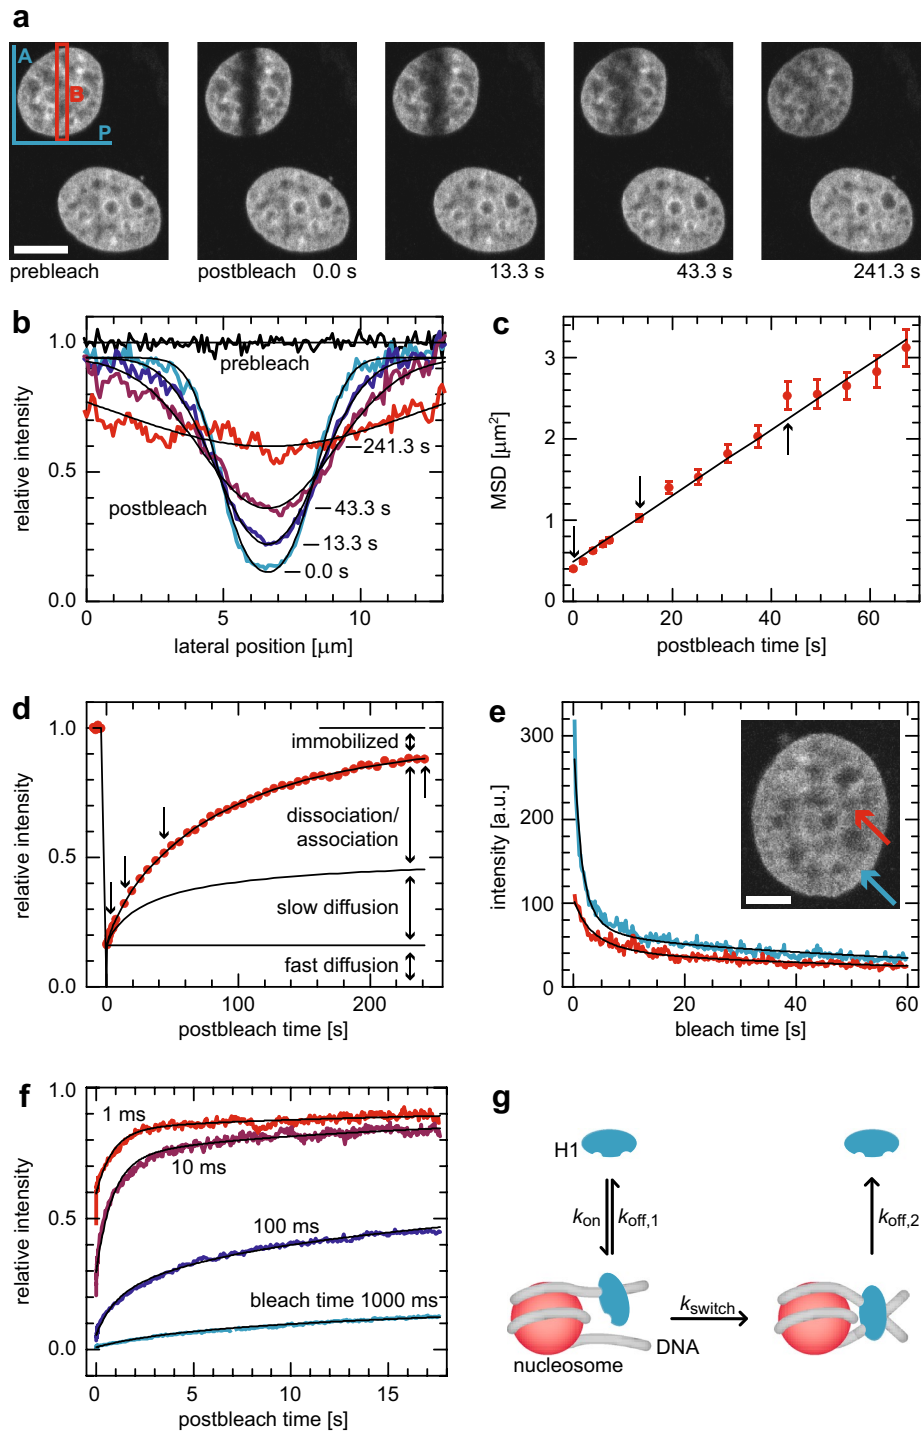 a
A
B
P
prebleach
postbleach 0.0 s
13.3 s
43.3 s
241.3 s
b
1.0
0.5
0.0
relative intensity
prebleach
postbleach
241.3 s
43.3 s
13.3 s
0.0 s
0
5
10
lateral position [μm]
c
3
2
1
0
MSD [μm²]
0
20
40
60
postbleach time [s]
d
1.0
0.5
0.0
relative intensity
immobilized
dissociation/
association
slow diffusion
fast diffusion
0
100
200
postbleach time [s]
e
300
200
100
0
intensity [a.u.]
0
20
40
60
bleach time [s]
f
1.0
0.5
0.0
relative intensity
1 ms
10 ms
100 ms
bleach time 1000 ms
0
5
10
15
postbleach time [s]
g
H1
kon
koff,1
koff,2
kswitch
DNA
nucleosome